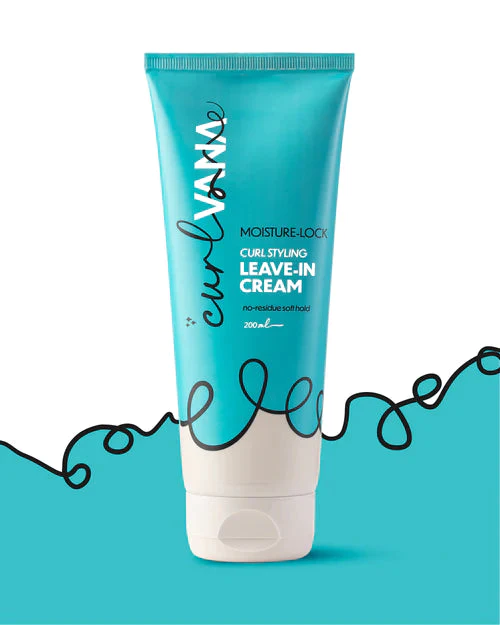 curl
VANA
MOISTURE-LOCK
CURL STYLING
LEAVE-IN
CREAM
no-residue soft hold
200ml